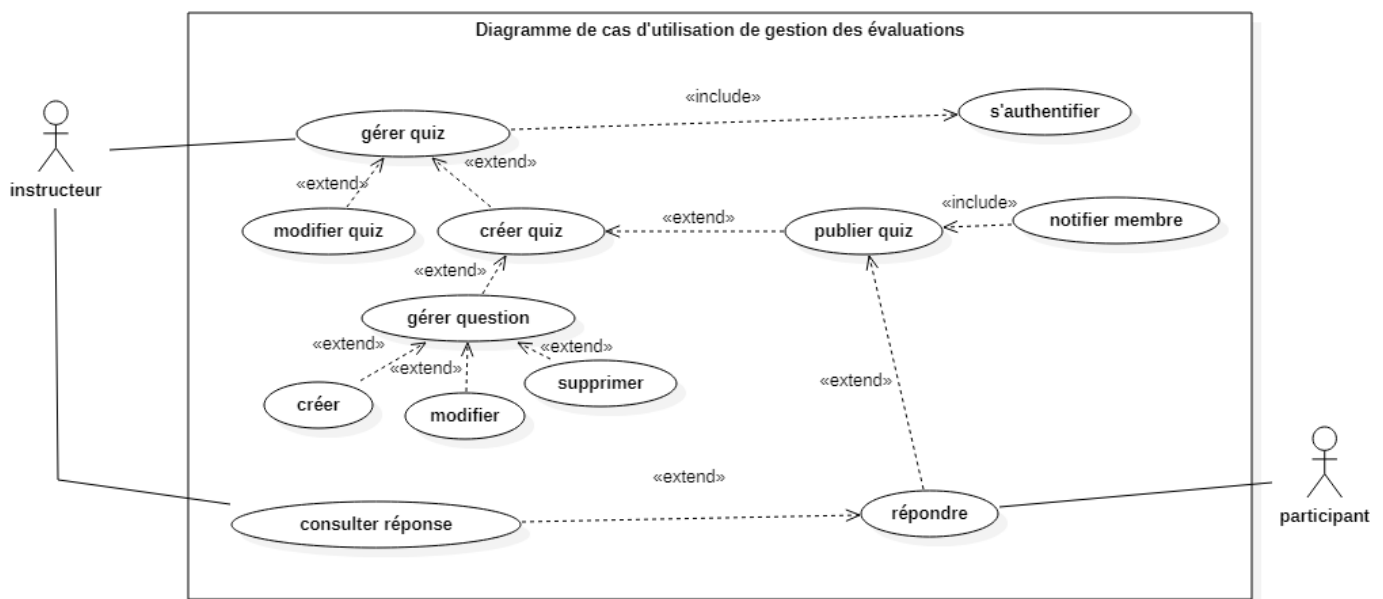 Diagramme de cas d'utilisation de gestion des évaluations
«include»
s'authentifier
gérer quiz
instructeur
«extend»
«extend»
modifier quiz
créer quiz
«extend»
publier quiz
«include»
notifier membre
«extend»
gérer question
«extend»
«extend»
«extend»
supprimer
créer
modifier
«extend»
«extend»
consulter réponse
répondre
participant